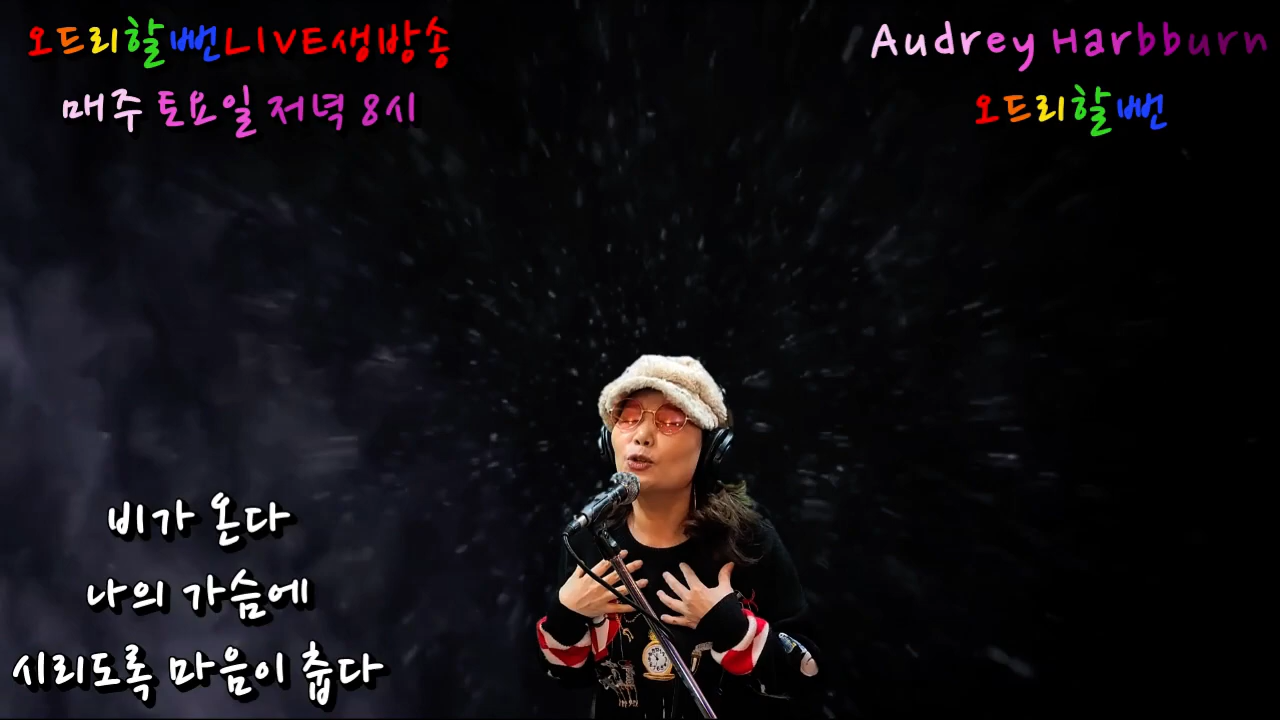 오드리할뻔LIVE생방송
매주 토요일 저녁 8시
Audrey Harbburn
오드리할뻔
비가 온다
나의 가슴에
시리도록 마음이 춥다